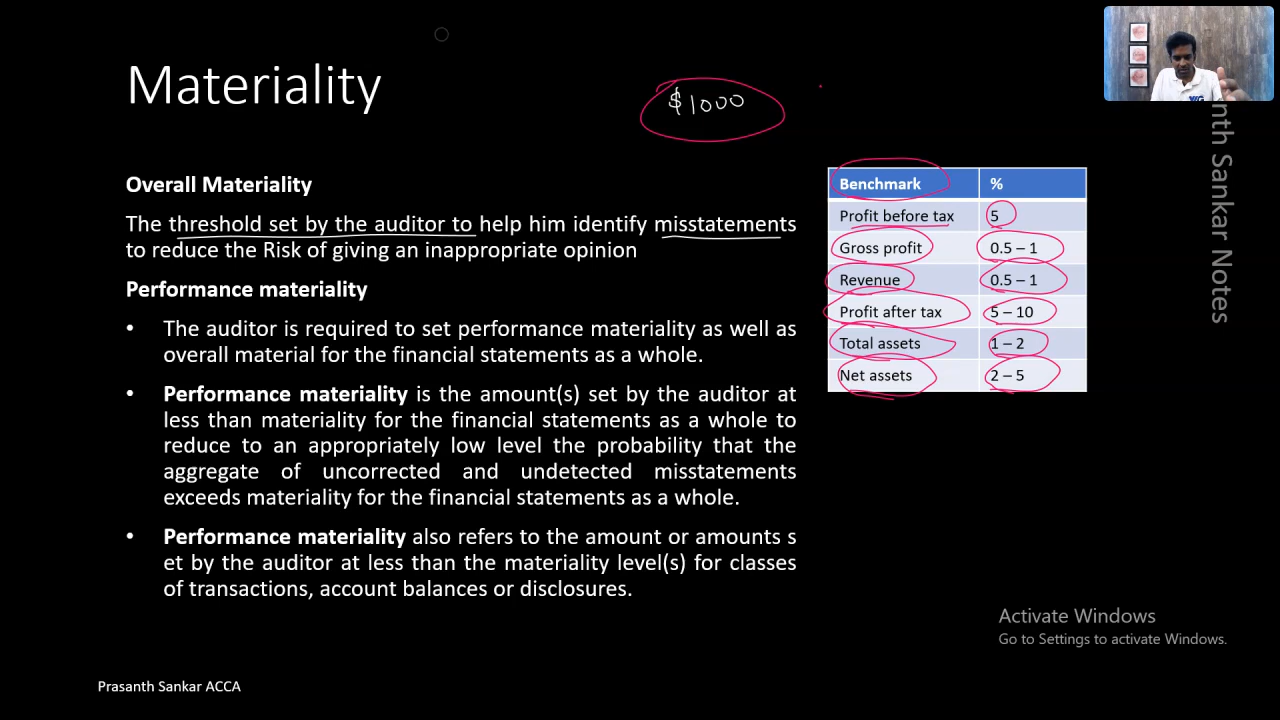 Materiality
$1000
Overall Materiality
The threshold set by the auditor to help him identify misstatements
to reduce the Risk of giving an inappropriate opinion
Performance materiality
• The auditor is required to set performance materiality as well as
overall material for the financial statements as a whole.
• Performance materiality is the amount(s) set by the auditor at
less than materiality for the financial statements as a whole to
reduce to an appropriately low level the probability that the
aggregate of uncorrected and undetected misstatements
exceeds materiality for the financial statements as a whole.
• Performance materiality also refers to the amount or amounts s
et by the auditor at less than the materiality level(s) for classes
of transactions, account balances or disclosures.
Benchmark %
Profit before tax 5
Gross profit 0.5 – 1
Revenue 0.5 – 1
Profit after tax 5 – 10
Total assets 1 – 2
Net assets 2 – 5
nth Sankar Notes
Activate Windows
Go to Settings to activate Windows.
Prasanth Sankar ACCA